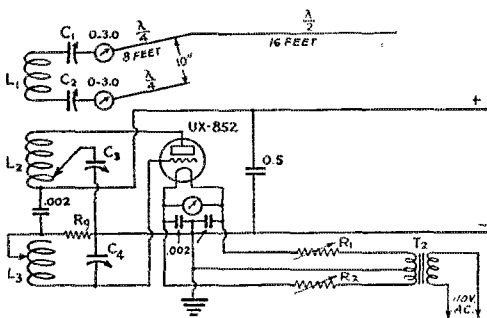 C1 0-3.0 λ/4 8 FEET λ/2 16 FEET
L1 10"
C2 0-3.0 λ/4
+
UX-852
L2 C3 0.5
.002
R9 −
C4 .002 R1 T2
L3
R2
110V. A.C.